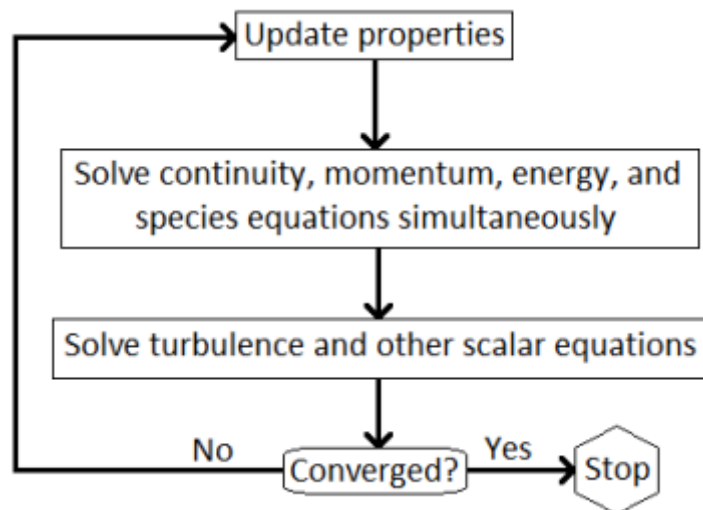 Update properties
Solve continuity, momentum, energy, and
species equations simultaneously
Solve turbulence and other scalar equations
No
Converged?
Yes
Stop